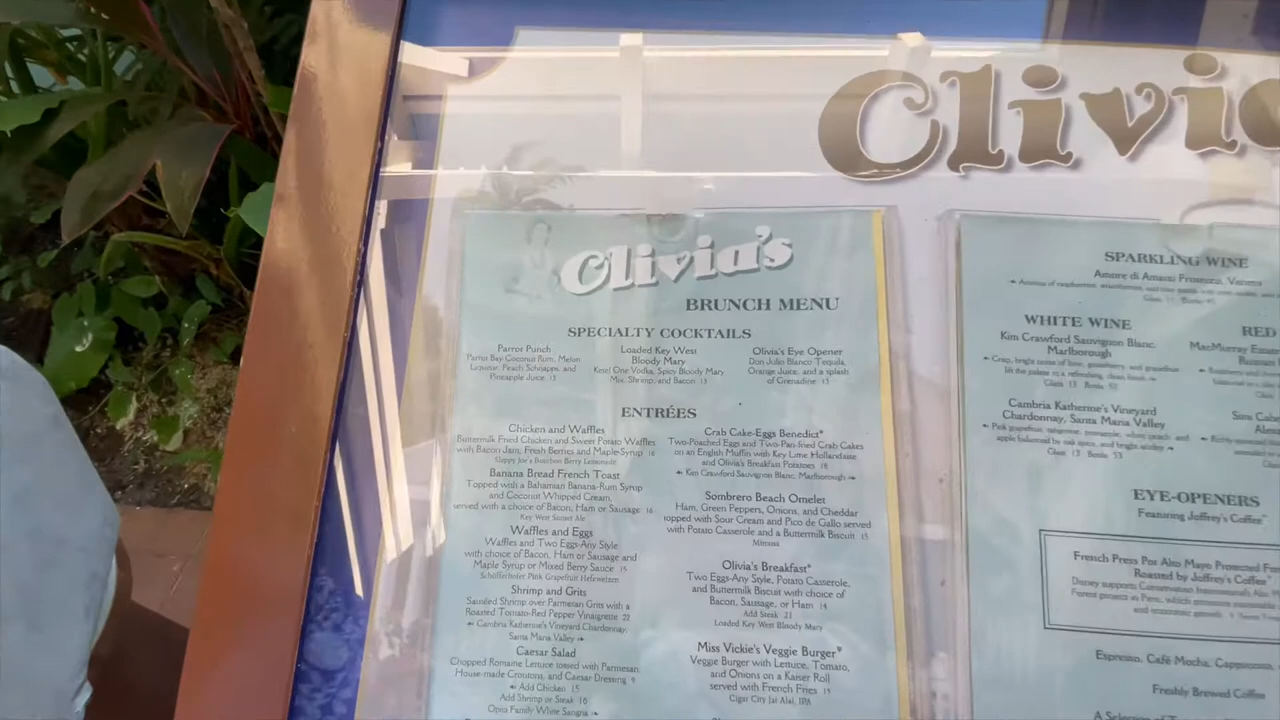 Olivia
Olivia's
BRUNCH MENU
SPECIALTY COCKTAILS
Parrot Punch
Parrot Bay Coconut Rum, Melon
Liqueur, Peach Schnapps, and
Pineapple Juice 13
Loaded Key West
Bloody Mary
Ketel One Vodka, Spicy Bloody Mary
Mix, Shrimp, and Bacon 13
Olivia's Eye Opener
Don Julio Blanco Tequila,
Orange Juice, and a splash
of Grenadine 13
ENTRÉES
Chicken and Waffles
Buttermilk Fried Chicken and Sweet Potato Waffles
with Bacon Jam, Fresh Berries and Maple-Syrup 16
Sloppy Joe's Bourbon Berry Lemonade
Banana Bread French Toast
Topped with a Bahamian Banana-Rum Syrup
and Coconut Whipped Cream,
served with choice of Bacon, Ham or Sausage 16
Key West Sunset Ale
Waffles and Eggs
Waffles and Two Eggs-Any Style
with choice of Bacon, Ham or Sausage and
Maple Syrup or Mixed Berry Sauce 15
Schöfferhofer Pink Grapefruit Hefeweizen
Shrimp and Grits
Sautéed Shrimp over Parmesan Grits with a
Roasted Tomato-Red Pepper Vinaigrette 22
Cambria Katherine's Vineyard Chardonnay,
Santa Maria Valley
Caesar Salad
Chopped Romaine Lettuce tossed with Parmesan,
House-made Croutons, and Caesar Dressing 9
Add Chicken 15
Add Shrimp or Steak 16
Opici Family White Sangria
Crab Cake-Eggs Benedict*
Two-Poached Eggs and Two-Pan-fried Crab Cakes
on an English Muffin with Key Lime Hollandaise
and Olivia's Breakfast Potatoes 18
Kim Crawford Sauvignon Blanc, Marlborough
Sombrero Beach Omelet
Ham, Green Peppers, Onions, and Cheddar
topped with Sour Cream and Pico de Gallo served
with Potato Casserole and a Buttermilk Biscuit 15
Mimosa
Olivia's Breakfast*
Two Eggs-Any Style, Potato Casserole,
and Buttermilk Biscuit with choice of
Bacon, Sausage, or Ham 14
Add Steak 21
Loaded Key West Bloody Mary
Miss Vickie's Veggie Burger*
Veggie Burger with Lettuce, Tomato,
and Onions on a Kaiser Roll
served with French Fries 15
Cigar City Jai Alai, IPA
SPARKLING WINE
Amore di Amanti Prosecco, Veneto
WHITE WINE
Kim Crawford Sauvignon Blanc,
Marlborough
Crisp, bright notes of lime, gooseberry, and grapefruit
lift the palate to a refreshing, clean finish
Glass 13 Bottle 52
Cambria Katherine's Vineyard
Chardonnay, Santa Maria Valley
Pink grapefruit, tangerine, pineapple, white peach and
apple balanced by oak spice, and bright acidity
Glass 13 Bottle 53
RED
MacMurray Estate
EYE-OPENERS
Featuring Joffrey's Coffee™
French Press Pot Alto Mayo Protected For
Roasted by Joffrey's Coffee™
Disney supports Conservation International's Alto
Forest project in Peru, which promotes sustainable
and economic growth
Espresso, Café Mocha, Cappuccino,
Freshly Brewed Coffee
A Selection of